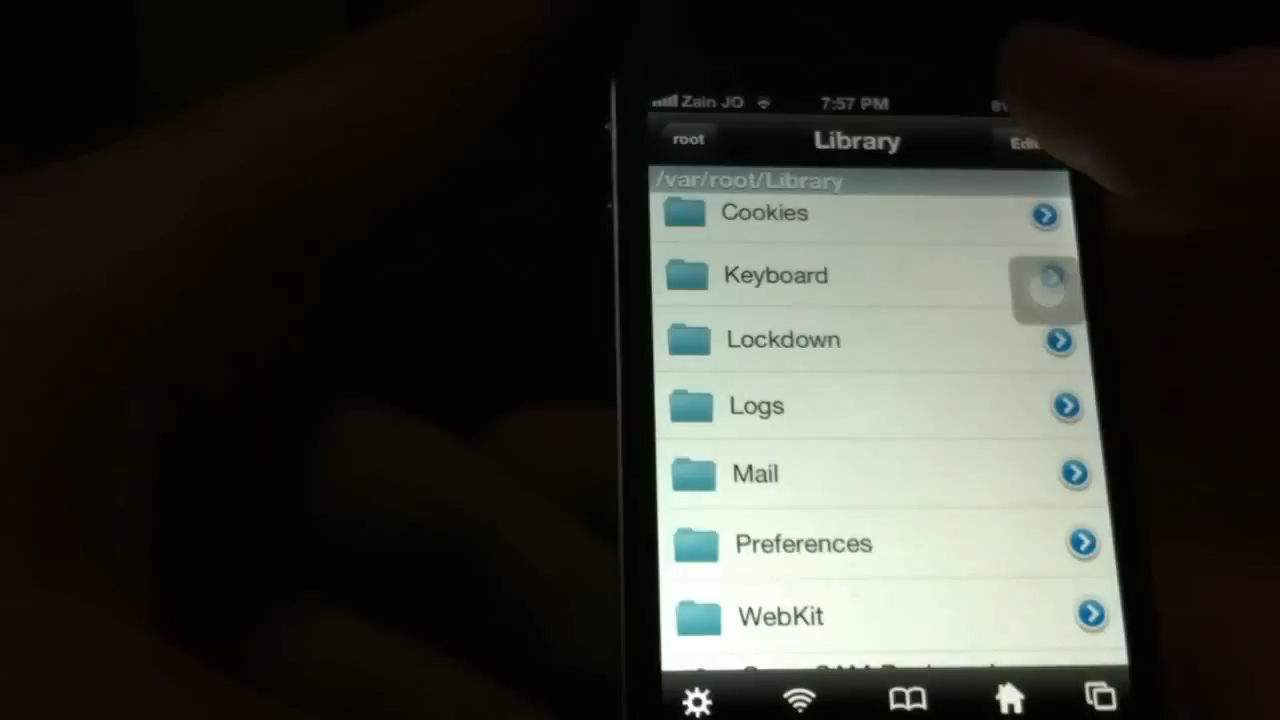 Zain JO 7:57 PM
root Library
/var/root/Library
Cookies
Keyboard
Lockdown
Logs
Mail
Preferences
WebKit